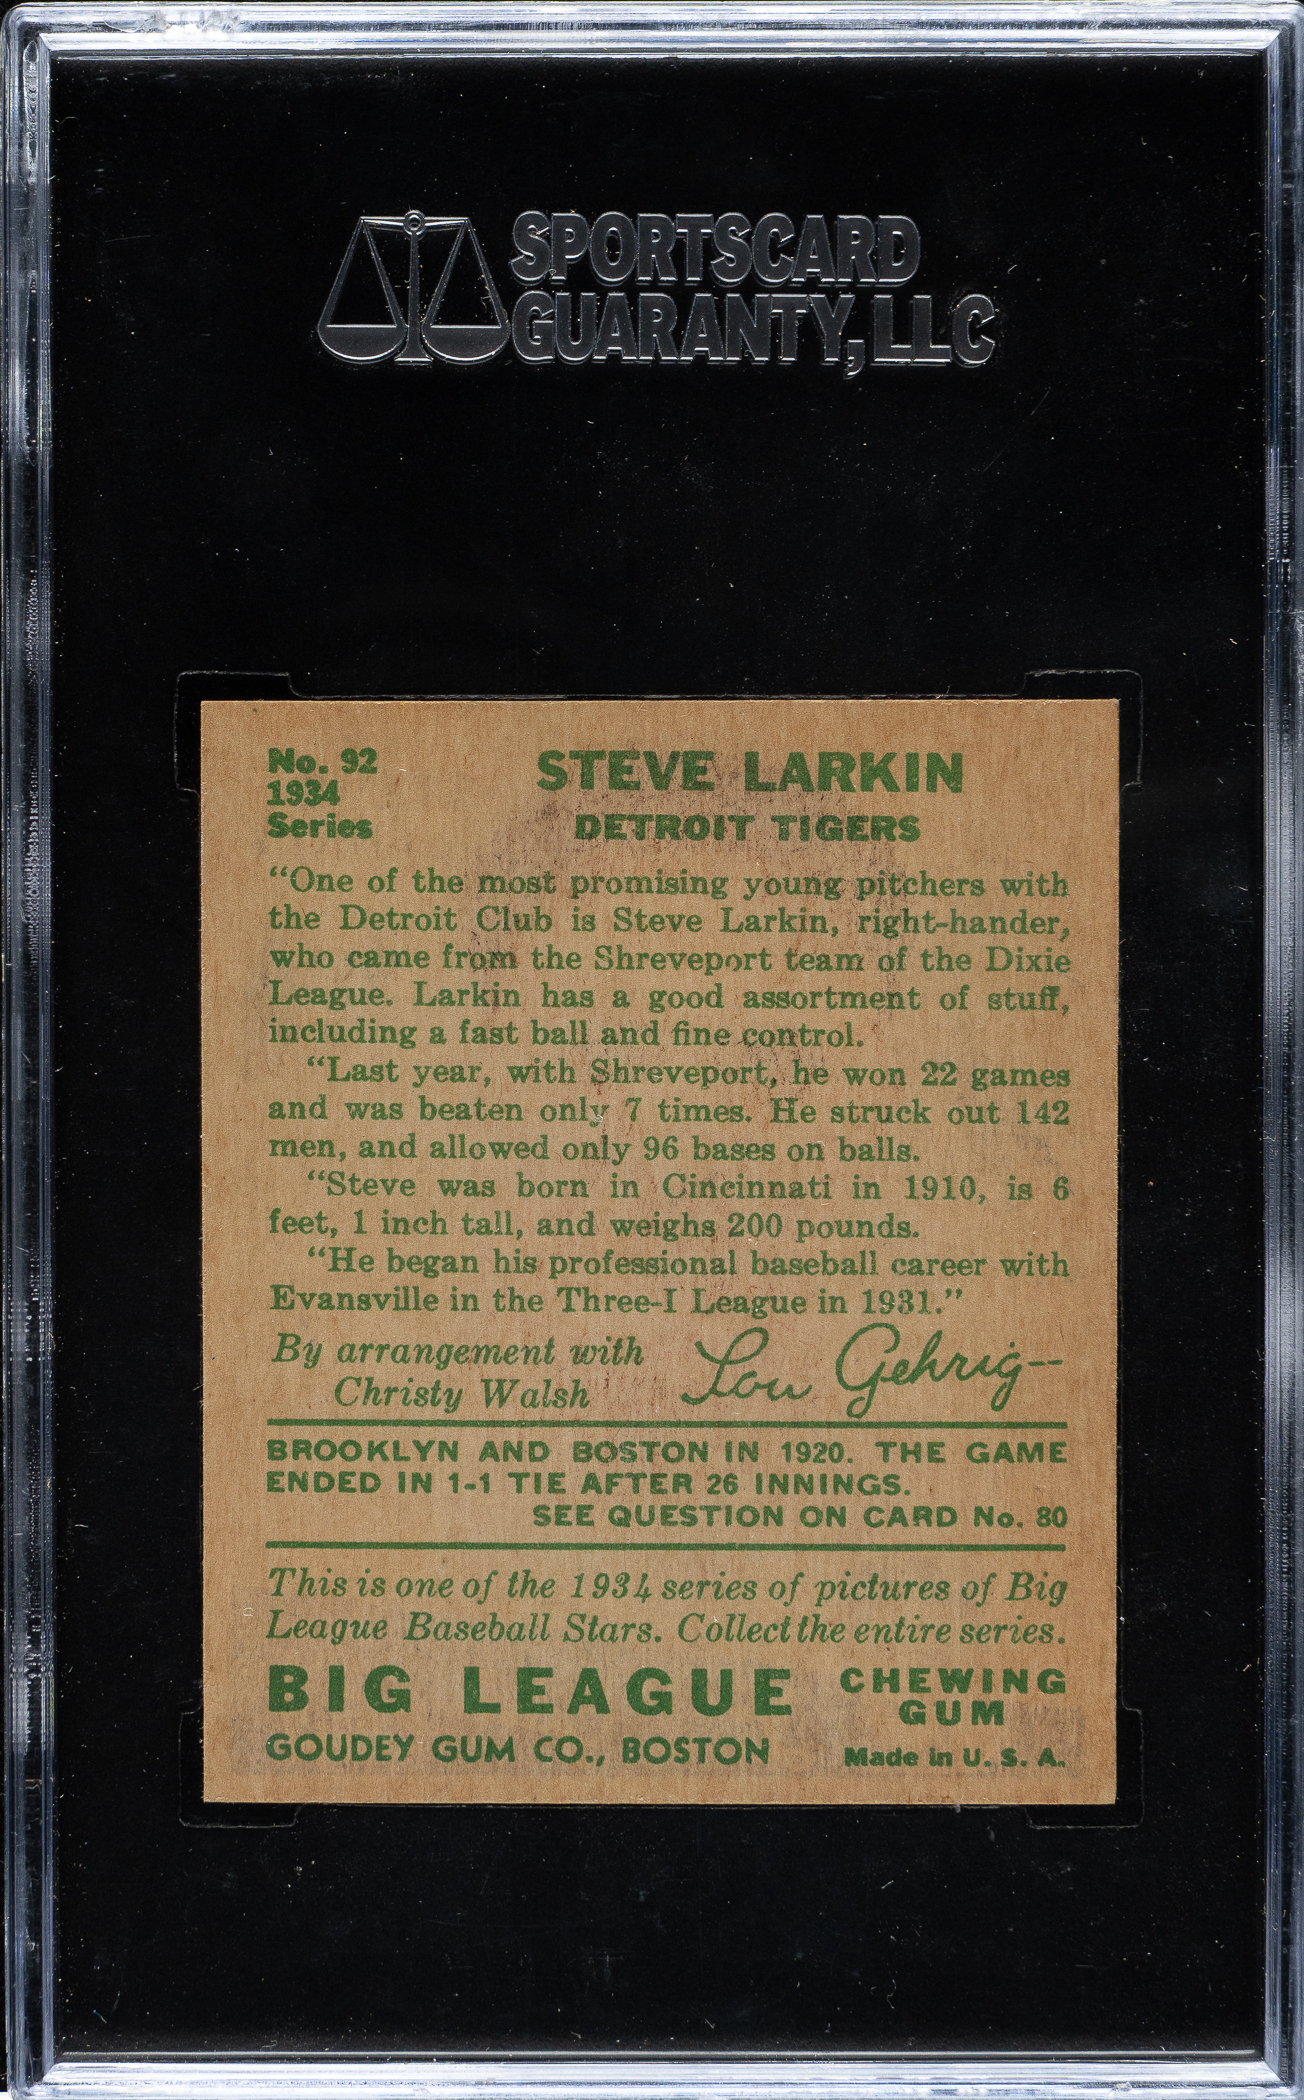 SPORTSCARD
GUARANTY, LLC
No. 92
1934
Series
STEVE LARKIN
DETROIT TIGERS
“One of the most promising young pitchers with
the Detroit Club is Steve Larkin, right-hander,
who came from the Shreveport team of the Dixie
League. Larkin has a good assortment of stuff,
including a fast ball and fine control.
“Last year, with Shreveport, he won 22 games
and was beaten only 7 times. He struck out 142
men, and allowed only 96 bases on balls.
“Steve was born in Cincinnati in 1910, is 6
feet, 1 inch tall, and weighs 200 pounds.
“He began his professional baseball career with
Evansville in the Three-I League in 1931.”
By arrangement with
Christy Walsh
Lou Gehrig--
BROOKLYN AND BOSTON IN 1920. THE GAME
ENDED IN 1-1 TIE AFTER 26 INNINGS.
SEE QUESTION ON CARD No. 80
This is one of the 1934 series of pictures of Big
League Baseball Stars. Collect the entire series.
BIG LEAGUE
CHEWING
GUM
GOUDEY GUM CO., BOSTON
Made in U. S. A.